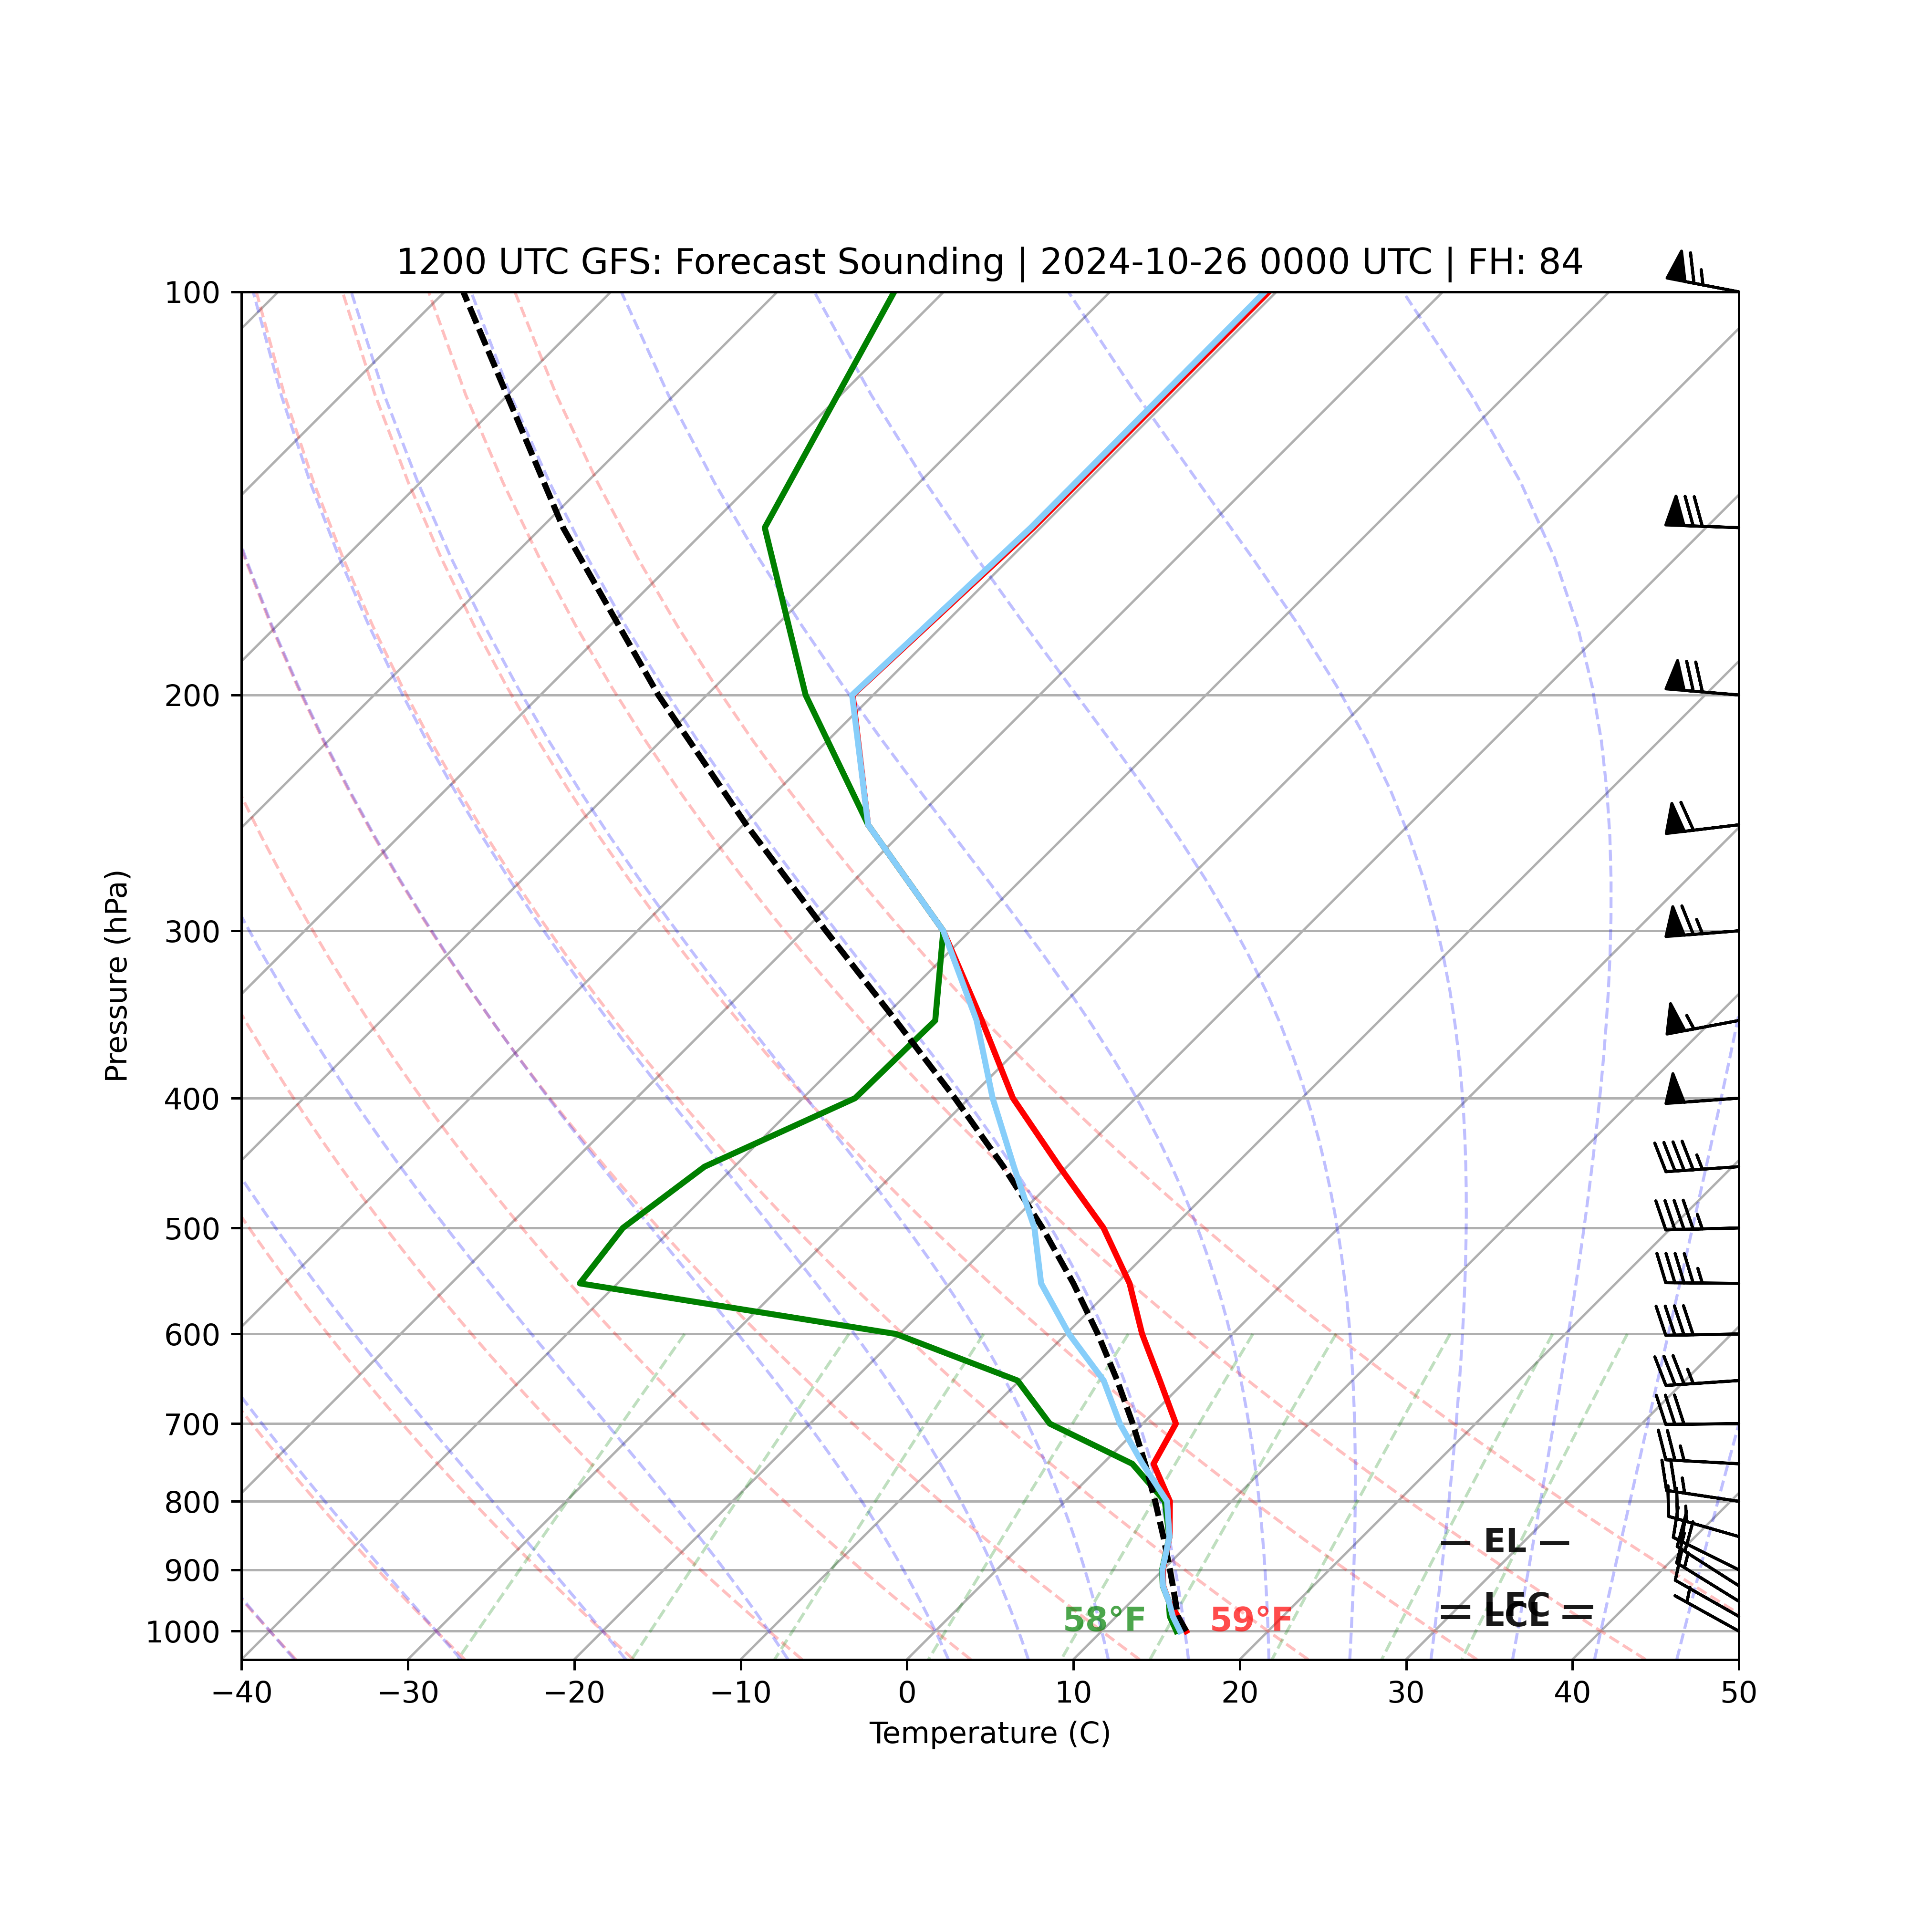 1200 UTC GFS: Forecast Sounding | 2024-10-26 0000 UTC | FH: 84
100
200
300
400
500
600
700
800
900
1000
Pressure (hPa)
— EL —
— LFC —
— LCL —
58°F
59°F
−40 −30 −20 −10 0 10 20 30 40 50
Temperature (C)